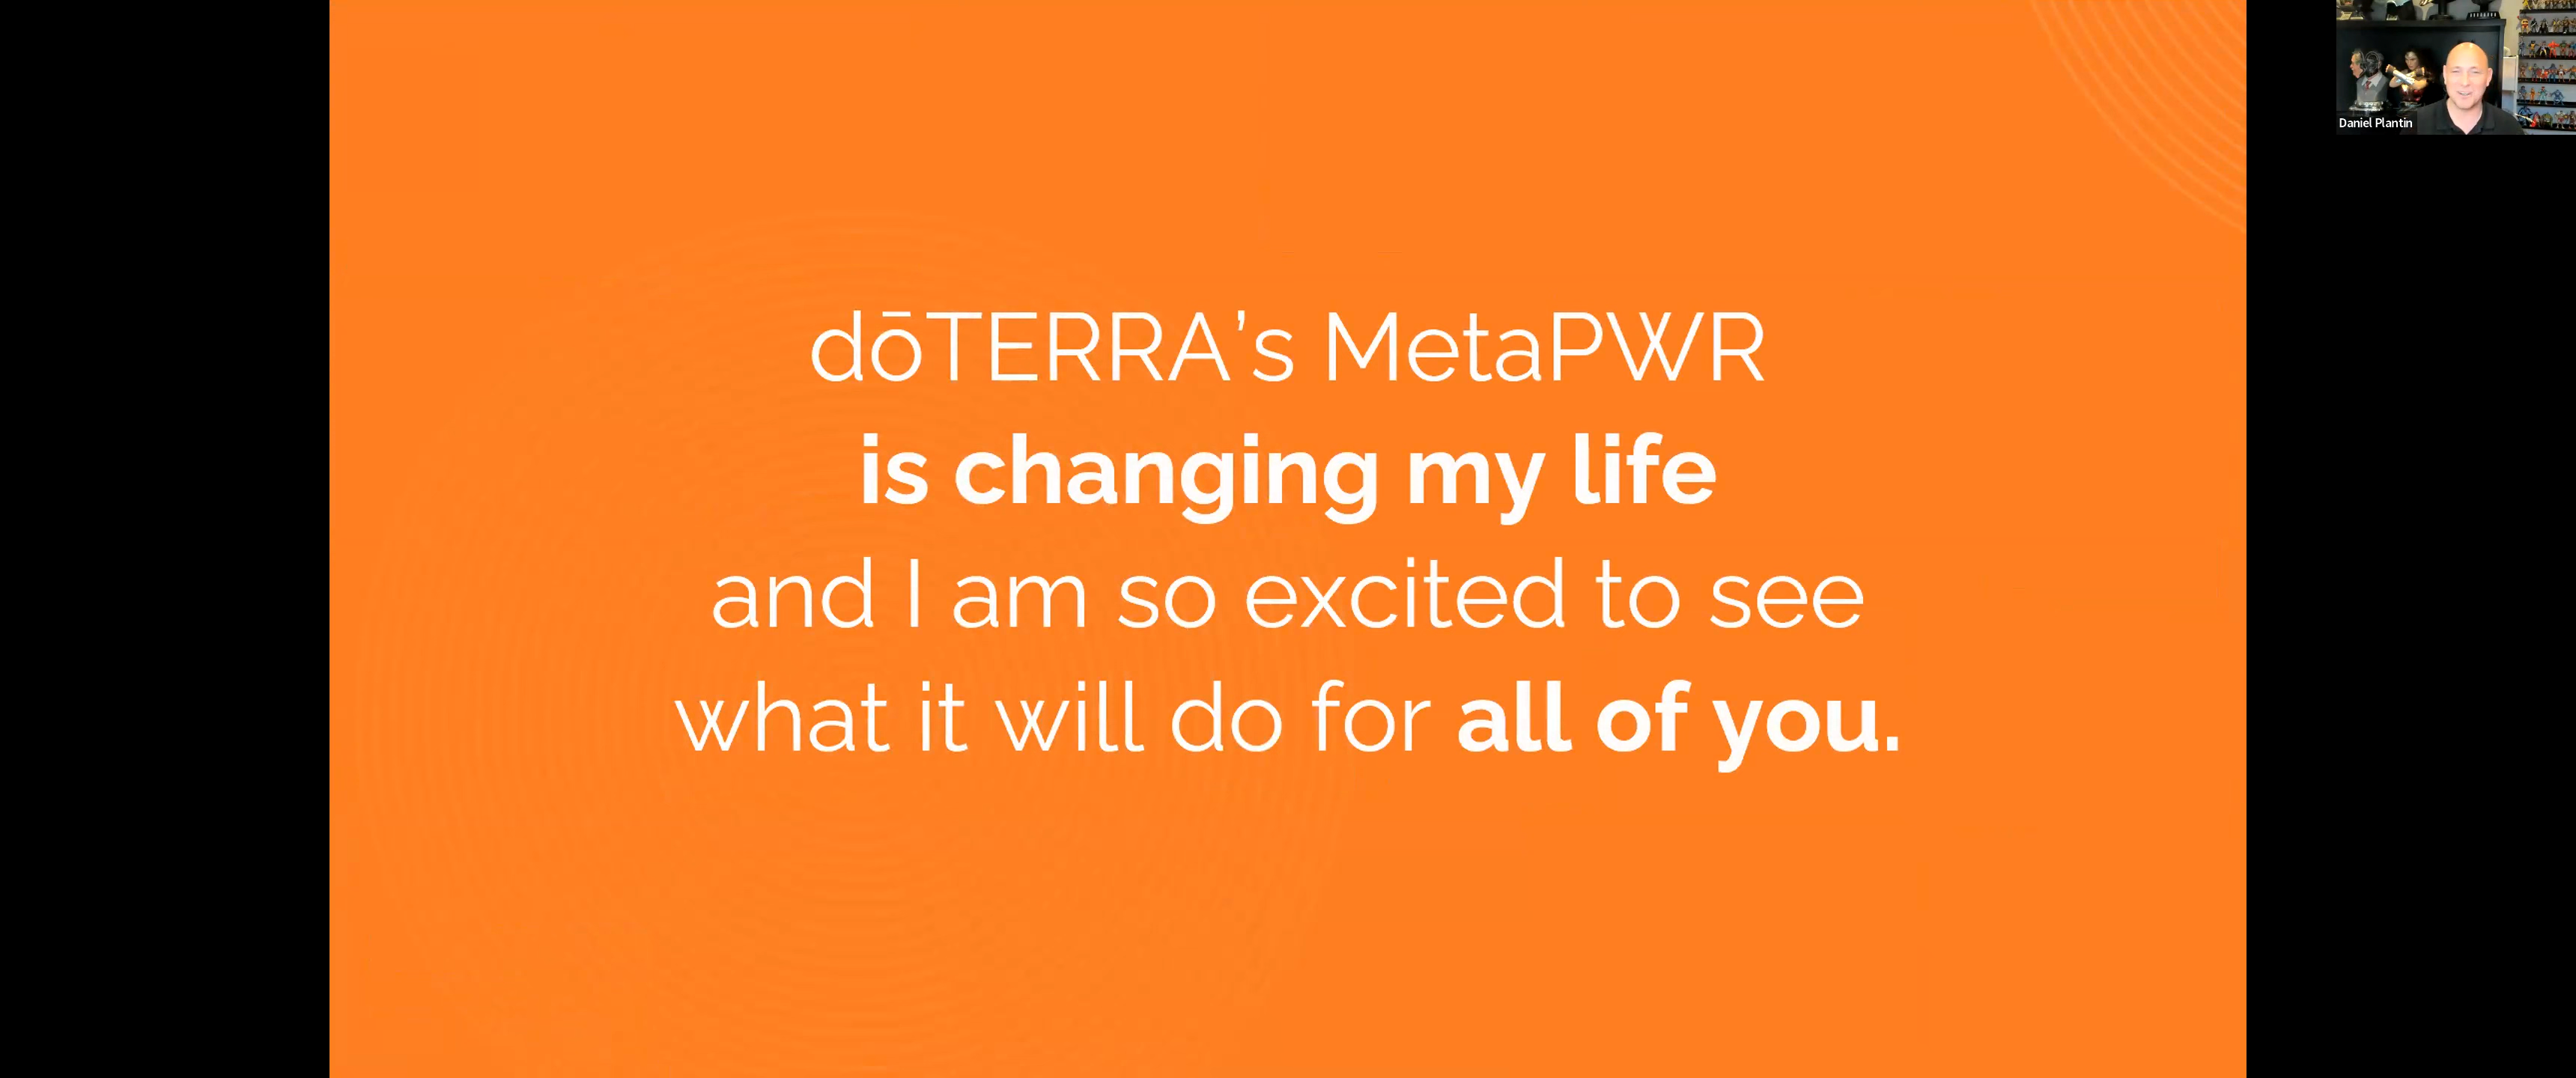 dōTERRA’s MetaPWR
is changing my life
and I am so excited to see
what it will do for all of you.
Daniel Plantin